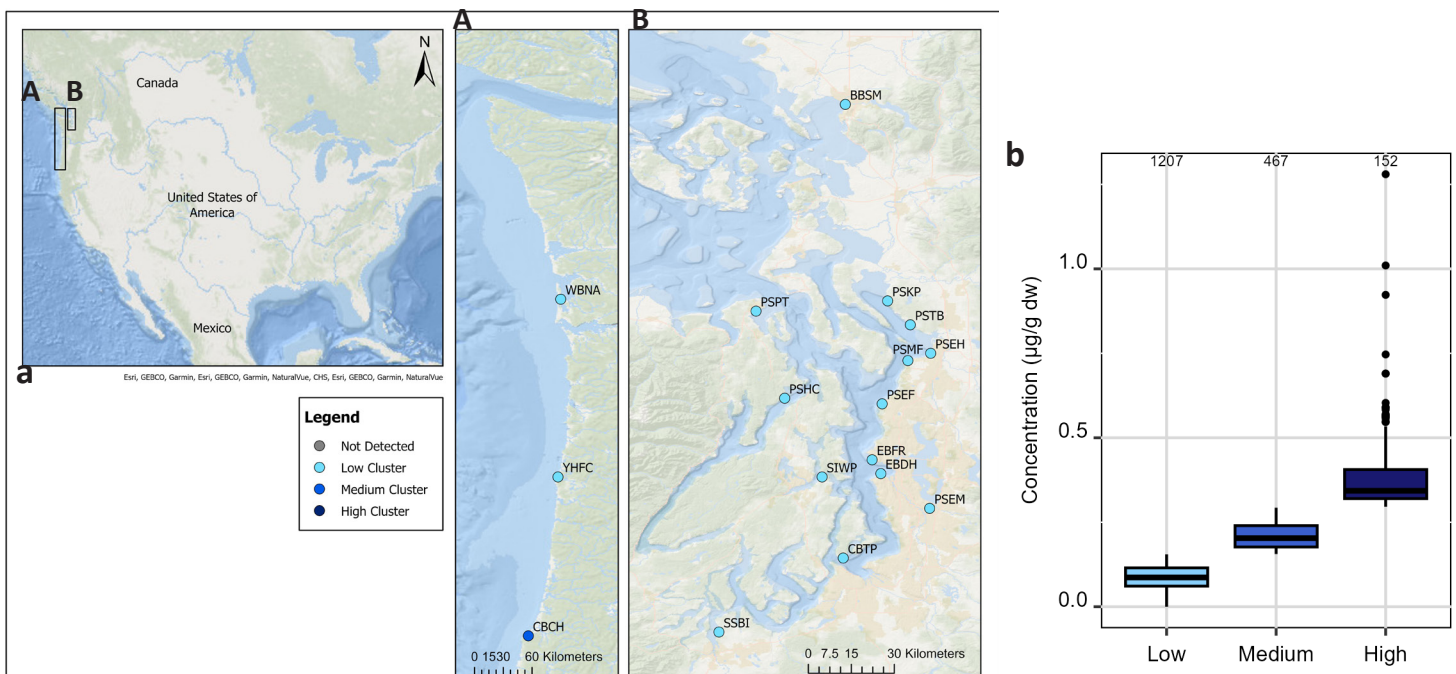 A
B
N
Canada
A
B
United States of
America
Mexico
a
Esri, GEBCO, Garmin, Esri, GEBCO, Garmin, NaturalVue, CHS, Esri, GEBCO, Garmin, NaturalVue
Legend
Not Detected
Low Cluster
Medium Cluster
High Cluster
WBNA
YHFC
CBCH
0 1530 60 Kilometers
BBSM
PSPT
PSKP
PSTB
PSEH
PSMF
PSHC
PSEF
EBFR
EBDH
SIWP
PSEM
CBTP
SSBI
0 7.5 15 30 Kilometers
b
1207 467 152
Concentration (µg/g dw)
1.0
0.5
0.0
Low Medium High